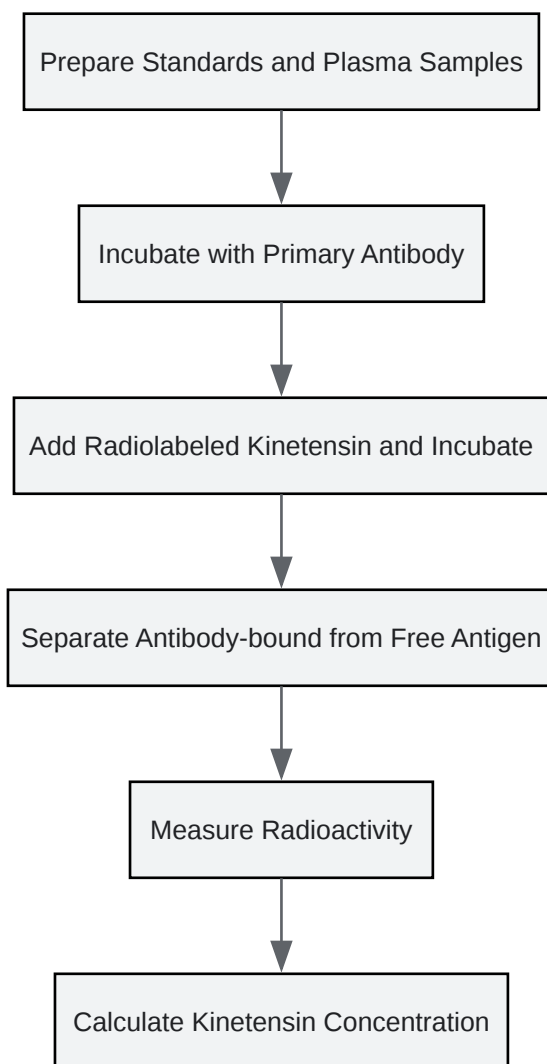 Prepare Standards and Plasma Samples
Incubate with Primary Antibody
Add Radiolabeled Kinetensin and Incubate
Separate Antibody-bound from Free Antigen
Measure Radioactivity
Calculate Kinetensin Concentration